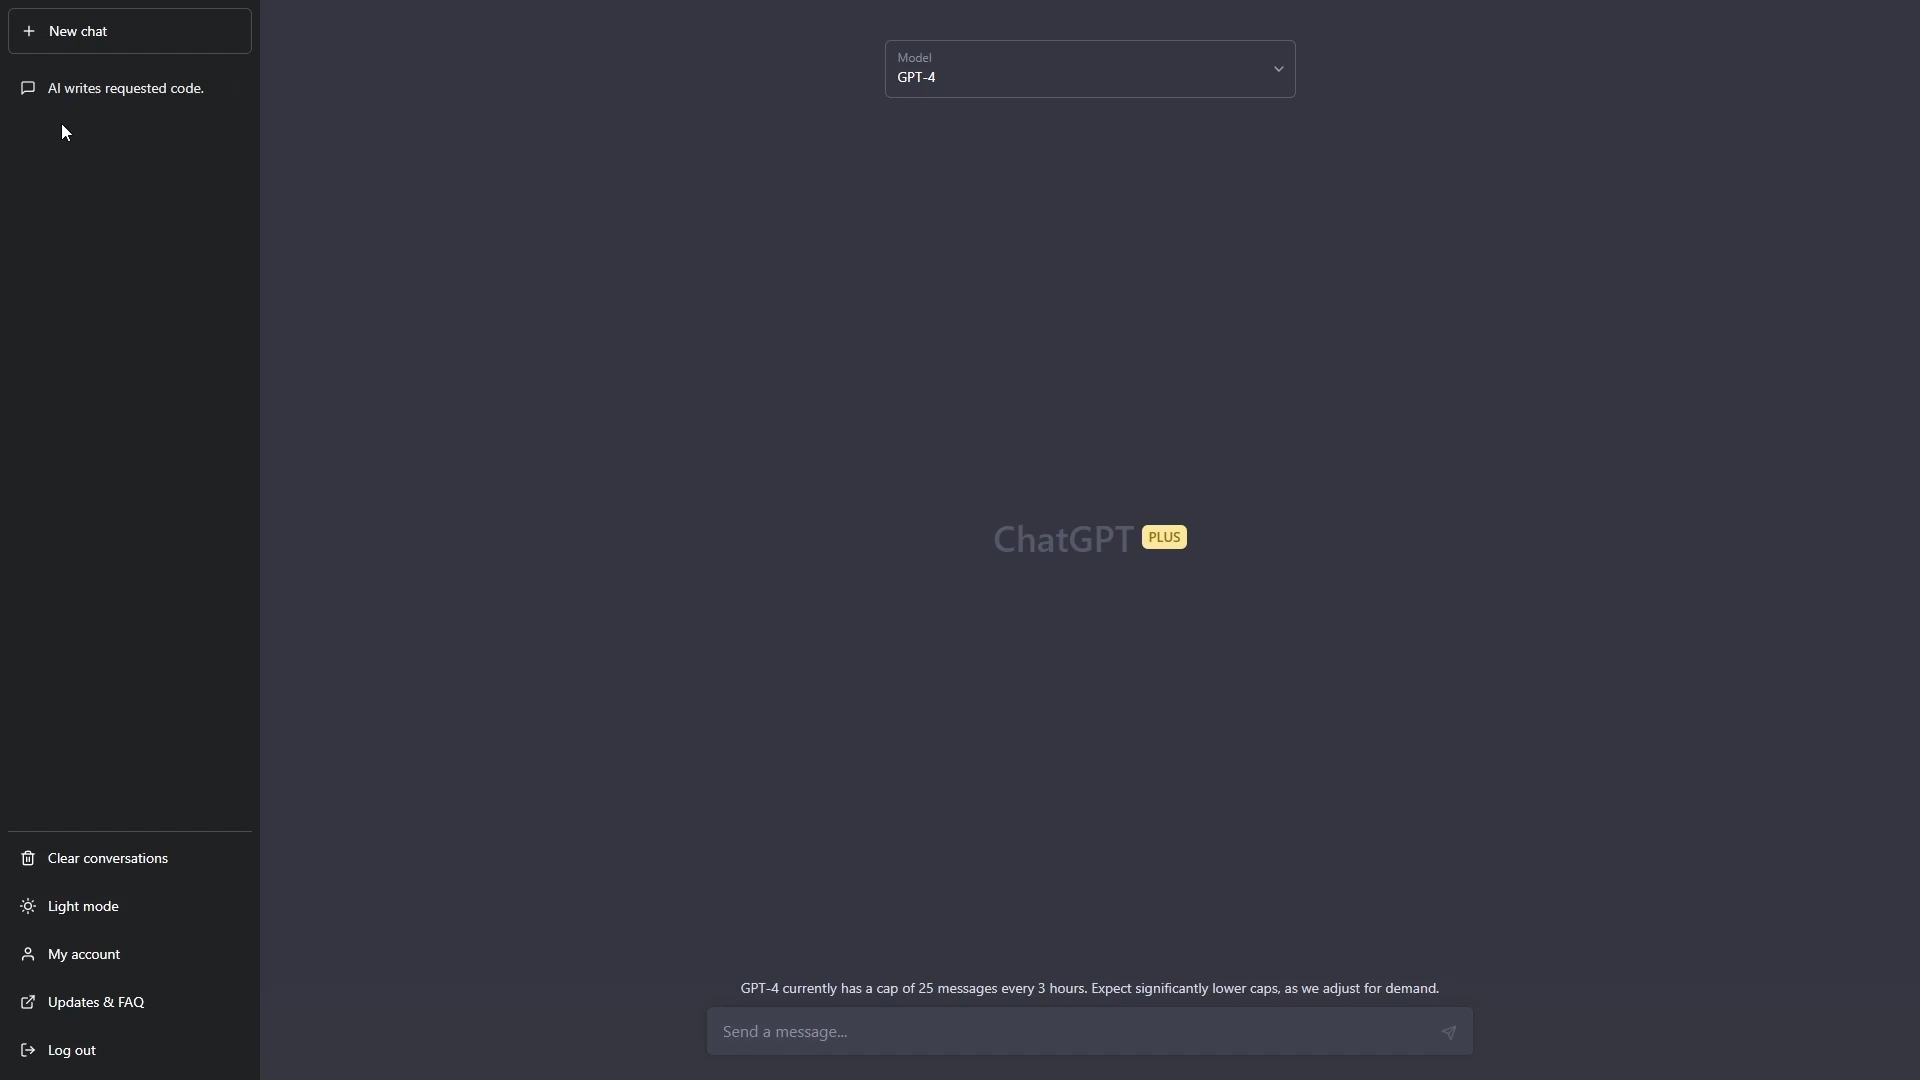 New chat
AI writes requested code.
Clear conversations
Light mode
My account
Updates & FAQ
Log out
Model
GPT-4
ChatGPT PLUS
GPT-4 currently has a cap of 25 messages every 3 hours. Expect significantly lower caps, as we adjust for demand.
Send a message...